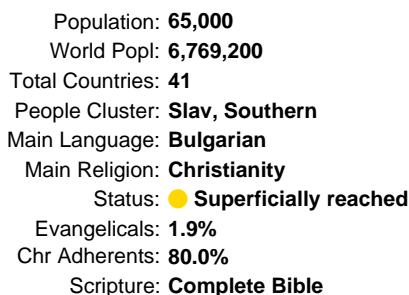 Population: 65,000
World Popl: 6,769,200
Total Countries: 41
People Cluster: Slav, Southern
Main Language: Bulgarian
Main Religion: Christianity
Status: Superficially reached
Evangelicals: 1.9%
Chr Adherents: 80.0%
Scripture: Complete Bible